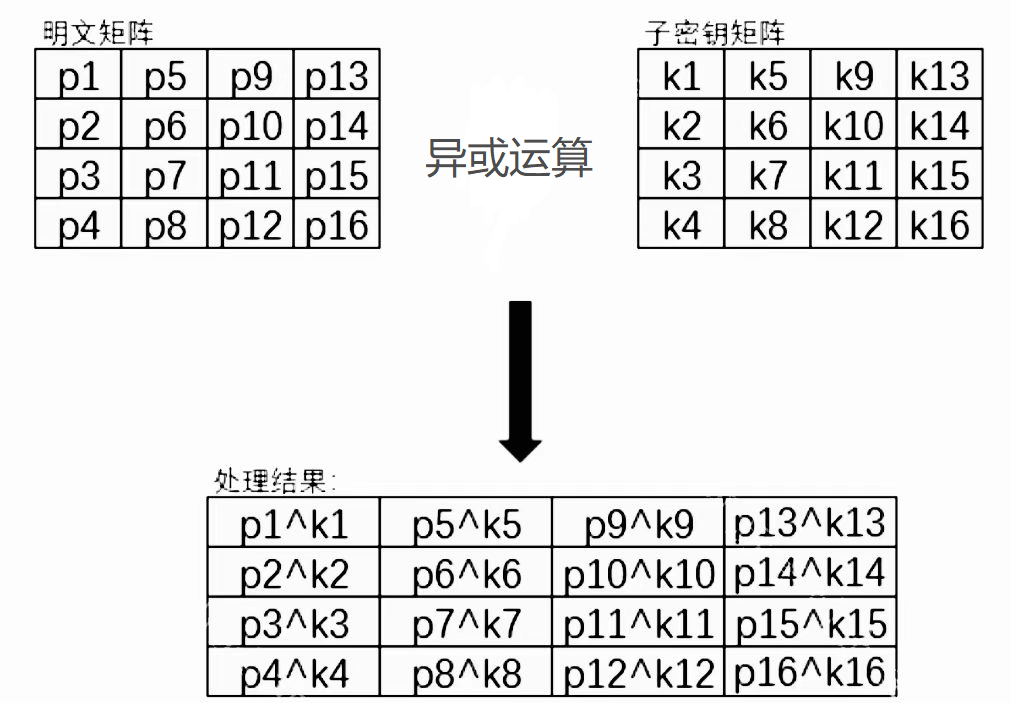 明文矩阵
子密钥矩阵
p1 p5 p9 p13
p2 p6 p10 p14
p3 p7 p11 p15
p4 p8 p12 p16
异或运算
k1 k5 k9 k13
k2 k6 k10 k14
k3 k7 k11 k15
k4 k8 k12 k16
处理结果:
p1^k1 p5^k5 p9^k9 p13^k13
p2^k2 p6^k6 p10^k10 p14^k14
p3^k3 p7^k7 p11^k11 p15^k15
p4^k4 p8^k8 p12^k12 p16^k16